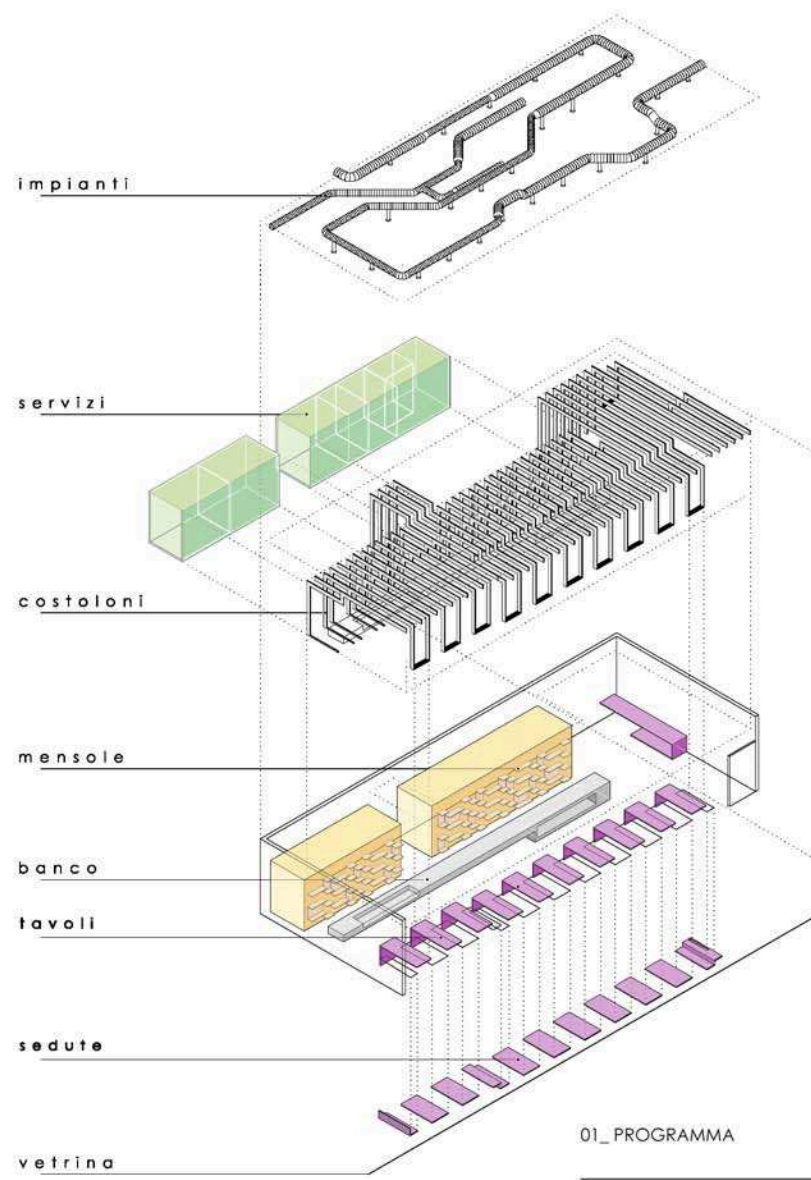 impianti
servizi
costoloni
mensole
banco
tavoli
sedute
01_ PROGRAMMA
vetrina